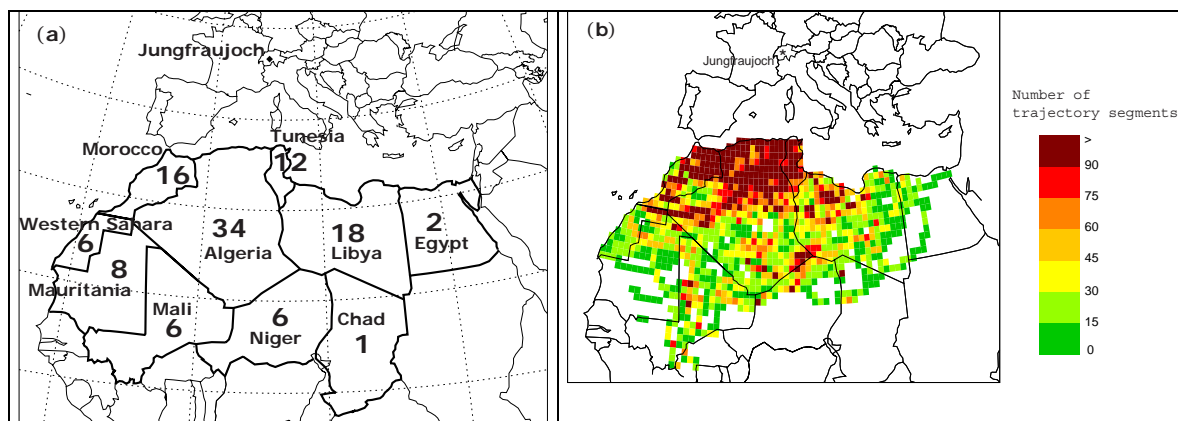 (a)
Jungfraujoch
Tunesia
12
Morocco
16
Western Sahara
6
34
Algeria
18
Libya
2
Egypt
8
Mauritania
Mali
6
6
Niger
Chad
1
(b)
Jungfraujoch
Number of
trajectory segments
>
90
75
60
45
30
15
0